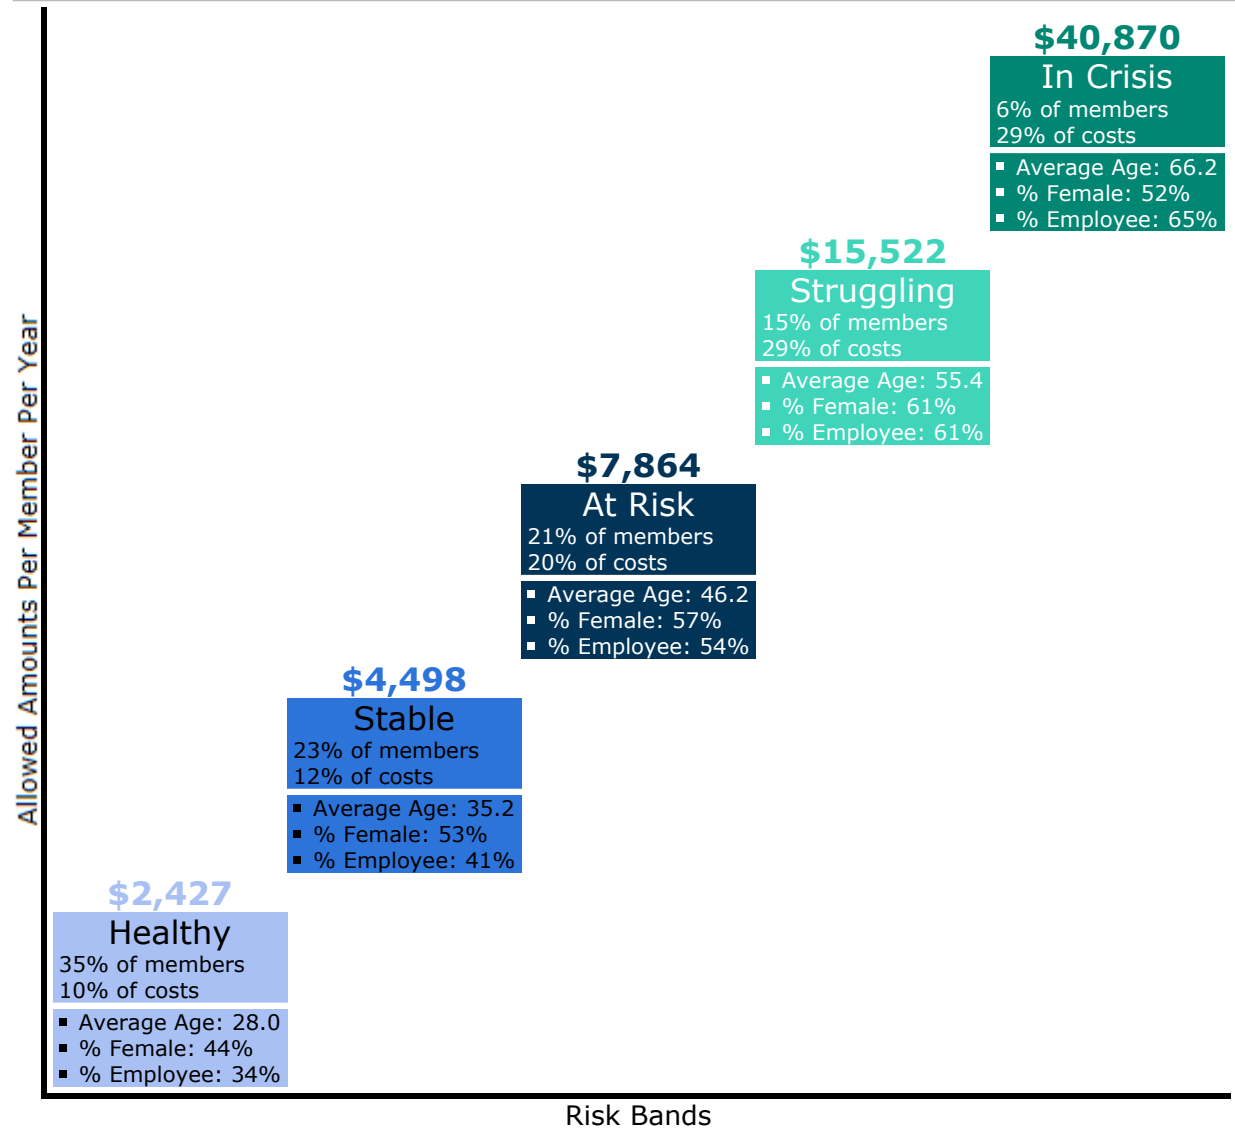 $40,870
In Crisis
6% of members
29% of costs
▪ Average Age: 66.2
▪ % Female: 52%
▪ % Employee: 65%
$15,522
Struggling
15% of members
29% of costs
▪ Average Age: 55.4
▪ % Female: 61%
▪ % Employee: 61%
$7,864
At Risk
21% of members
20% of costs
▪ Average Age: 46.2
▪ % Female: 57%
▪ % Employee: 54%
$4,498
Stable
23% of members
12% of costs
▪ Average Age: 35.2
▪ % Female: 53%
▪ % Employee: 41%
$2,427
Healthy
35% of members
10% of costs
▪ Average Age: 28.0
▪ % Female: 44%
▪ % Employee: 34%
Allowed Amounts Per Member Per Year
Risk Bands